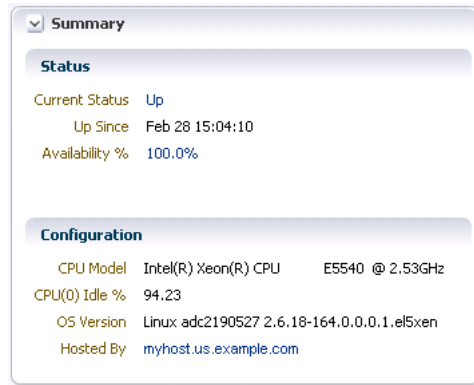 Summary
Status
Current Status Up
Up Since Feb 28 15:04:10
Availability % 100.0%
Configuration
CPU Model Intel(R) Xeon(R) CPU E5540 @ 2.53GHz
CPU(0) Idle % 94.23
OS Version Linux adc2190527 2.6.18-164.0.0.0.1.el5xen
Hosted By myhost.us.example.com